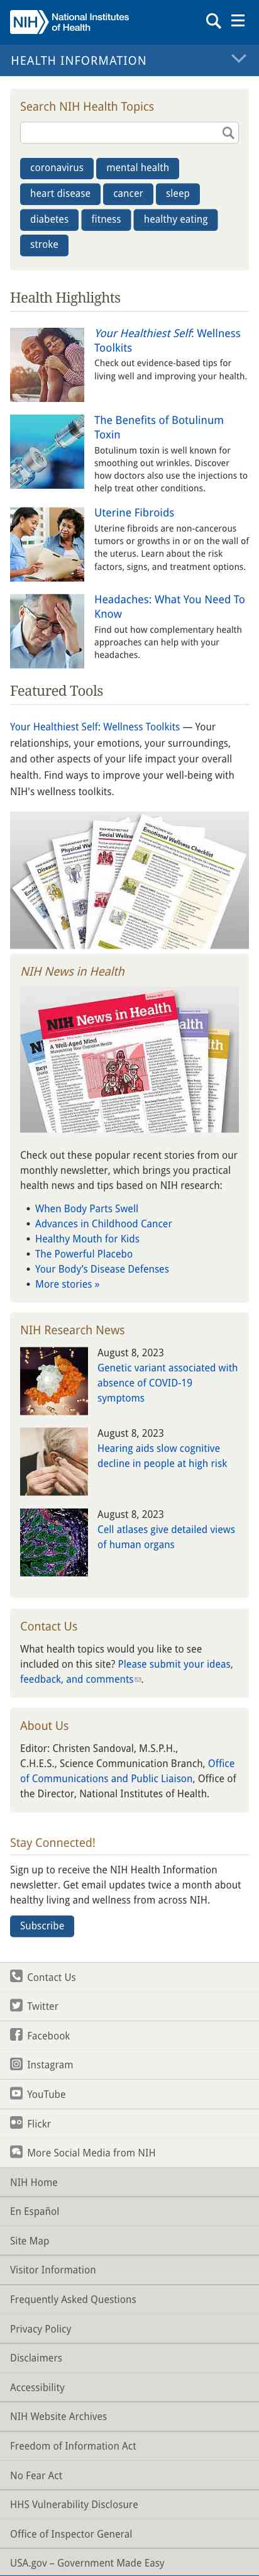 NIH National Institutes
of Health
HEALTH INFORMATION
Search NIH Health Topics
coronavirus mental health
heart disease cancer sleep
diabetes fitness healthy eating
stroke
Health Highlights
Your Healthiest Self: Wellness
Toolkits
Check out evidence-based tips for
living well and improving your health.
The Benefits of Botulinum
Toxin
Botulinum toxin is well known for
smoothing out wrinkles. Discover
how doctors also use the injections to
help treat other conditions.
Uterine Fibroids
Uterine fibroids are non-cancerous
tumors or growths in or on the wall of
the uterus. Learn about the risk
factors, signs, and treatment options.
Headaches: What You Need To
Know
Find out how complementary health
approaches can help with your
headaches.
Featured Tools
Your Healthiest Self: Wellness Toolkits — Your
relationships, your emotions, your surroundings,
and other aspects of your life impact your overall
health. Find ways to improve your well-being with
NIH's wellness toolkits.
Emotional Wellness Checklist
NIH News in Health
NIH News in Health
A Well-Aimed Mind
Check out these popular recent stories from our
monthly newsletter, which brings you practical
health news and tips based on NIH research:
When Body Parts Swell
Advances in Childhood Cancer
Healthy Mouth for Kids
The Powerful Placebo
Your Body's Disease Defenses
More stories »
NIH Research News
August 8, 2023
Genetic variant associated with
absence of COVID-19
symptoms
August 8, 2023
Hearing aids slow cognitive
decline in people at high risk
August 8, 2023
Cell atlases give detailed views
of human organs
Contact Us
What health topics would you like to see
included on this site? Please submit your ideas,
feedback, and comments.
About Us
Editor: Christen Sandoval, M.S.P.H.,
C.H.E.S., Science Communication Branch, Office
of Communications and Public Liaison, Office of
the Director, National Institutes of Health.
Stay Connected!
Sign up to receive the NIH Health Information
newsletter. Get email updates twice a month about
healthy living and wellness from across NIH.
Subscribe
Contact Us
Twitter
Facebook
Instagram
YouTube
Flickr
More Social Media from NIH
NIH Home
En Español
Site Map
Visitor Information
Frequently Asked Questions
Privacy Policy
Disclaimers
Accessibility
NIH Website Archives
Freedom of Information Act
No Fear Act
HHS Vulnerability Disclosure
Office of Inspector General
USA.gov – Government Made Easy